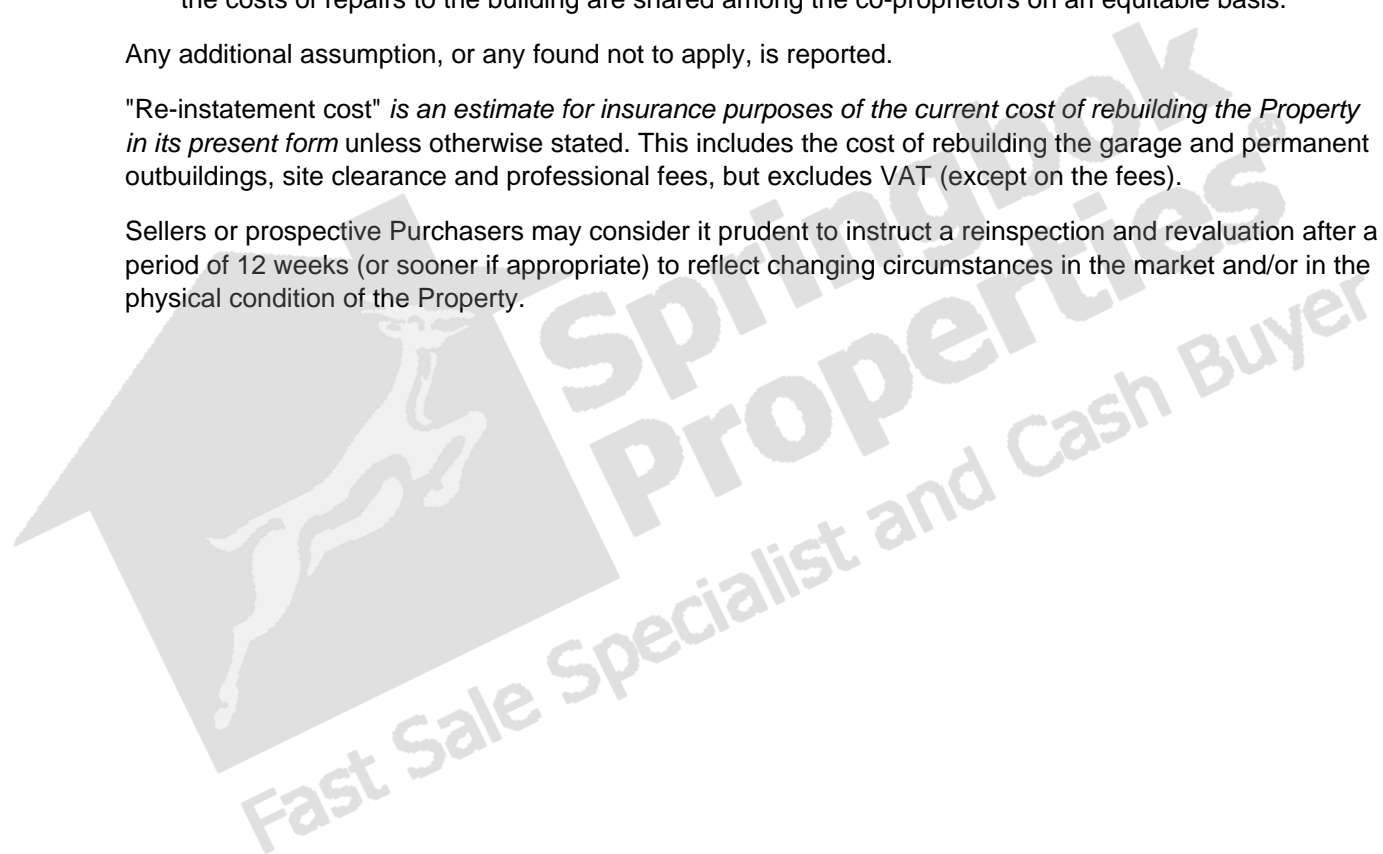 the costs of repairs to the building are shared among the co-proprietors on an equitable basis.
Any additional assumption, or any found not to apply, is reported.
"Re-instatement cost" is an estimate for insurance purposes of the current cost of rebuilding the Property
in its present form unless otherwise stated. This includes the cost of rebuilding the garage and permanent
outbuildings, site clearance and professional fees, but excludes VAT (except on the fees).
Sellers or prospective Purchasers may consider it prudent to instruct a reinspection and revaluation after a
period of 12 weeks (or sooner if appropriate) to reflect changing circumstances in the market and/or in the
physical condition of the Property.
Springbok
Properties
Fast Sale Specialist and Cash Buyer